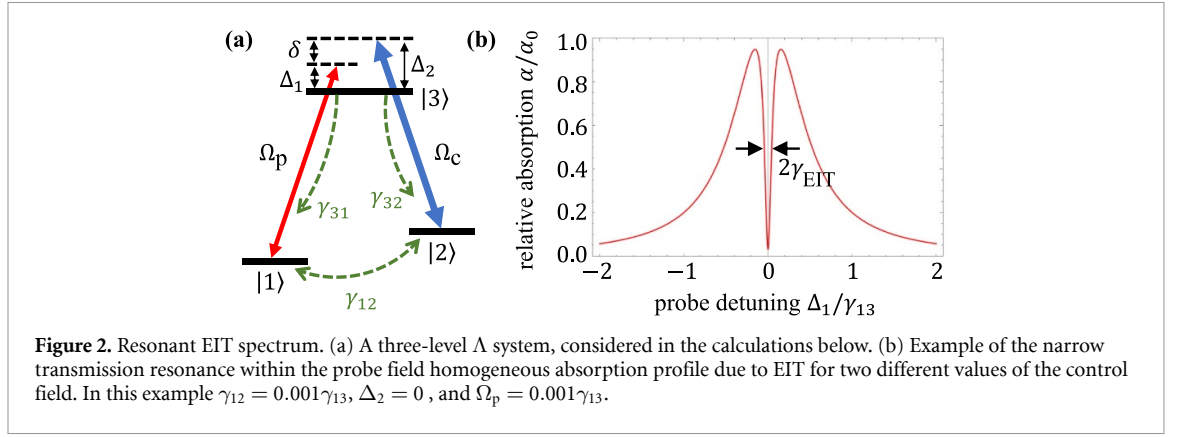 (a)
δ
Δ₁
Δ₂
|3⟩
Ωₚ
Ω_c
γ₃₁
γ₃₂
|2⟩
|1⟩
γ₁₂
(b)
relative absorption α/α₀
1.0
0.8
0.6
0.4
0.2
0.0
2γ_EIT
−2 −1 0 1 2
probe detuning Δ₁/γ₁₃
Figure 2. Resonant EIT spectrum. (a) A three-level Λ system, considered in the calculations below. (b) Example of the narrow
transmission resonance within the probe field homogeneous absorption profile due to EIT for two different values of the control
field. In this example γ₁₂ = 0.001γ₁₃, Δ₂ = 0 , and Ωₚ = 0.001γ₁₃.